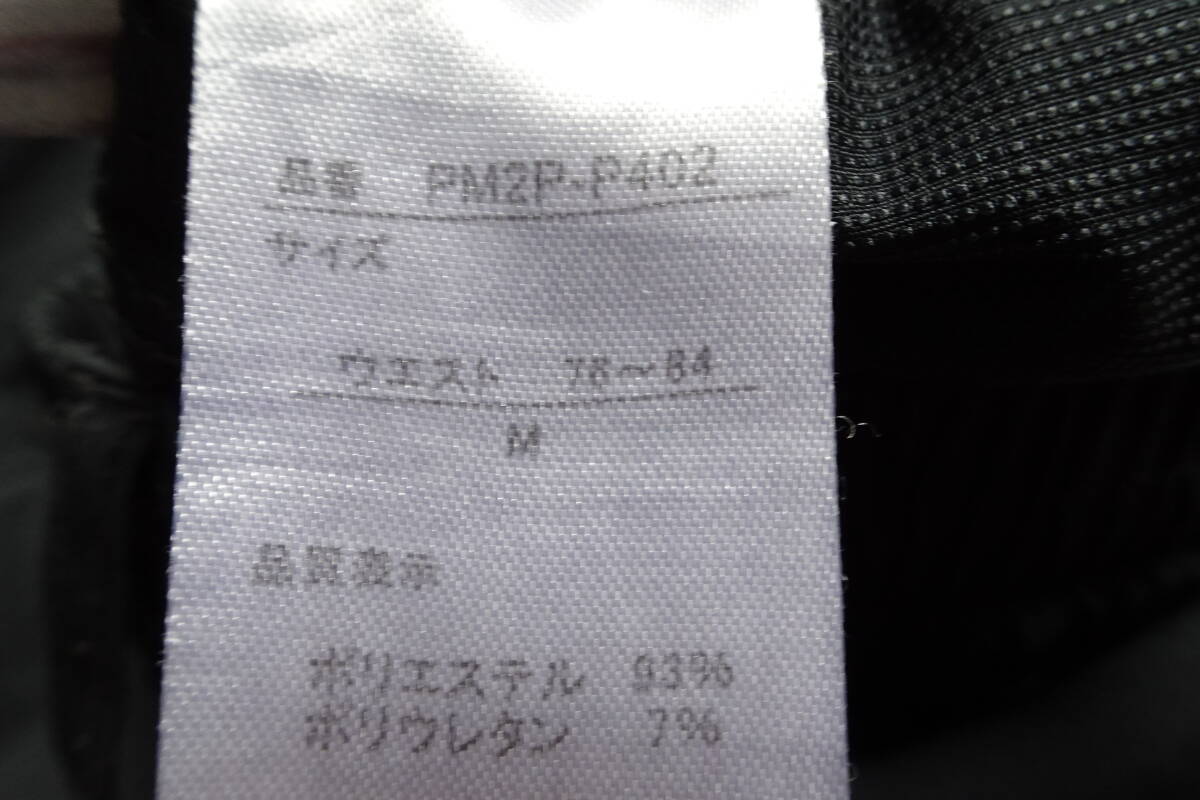 品番 PM2P-P402
サイズ
ウエスト 76~84
M
品質表示
ポリエステル 93%
ポリウレタン 7%